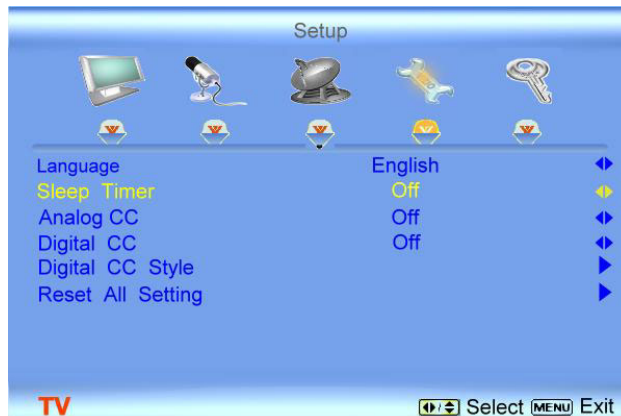 Setup
Language English
Sleep Timer Off
Analog CC Off
Digital CC Off
Digital CC Style
Reset All Setting
TV Select MENU Exit